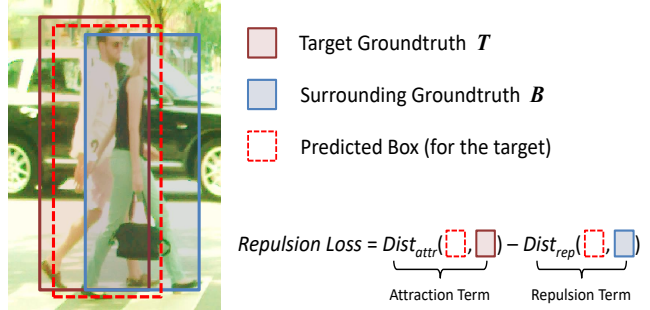 Target Groundtruth T
Surrounding Groundtruth B
Predicted Box (for the target)
Repulsion Loss = Dist_attr( , ) – Dist_rep( , )
Attraction Term
Repulsion Term